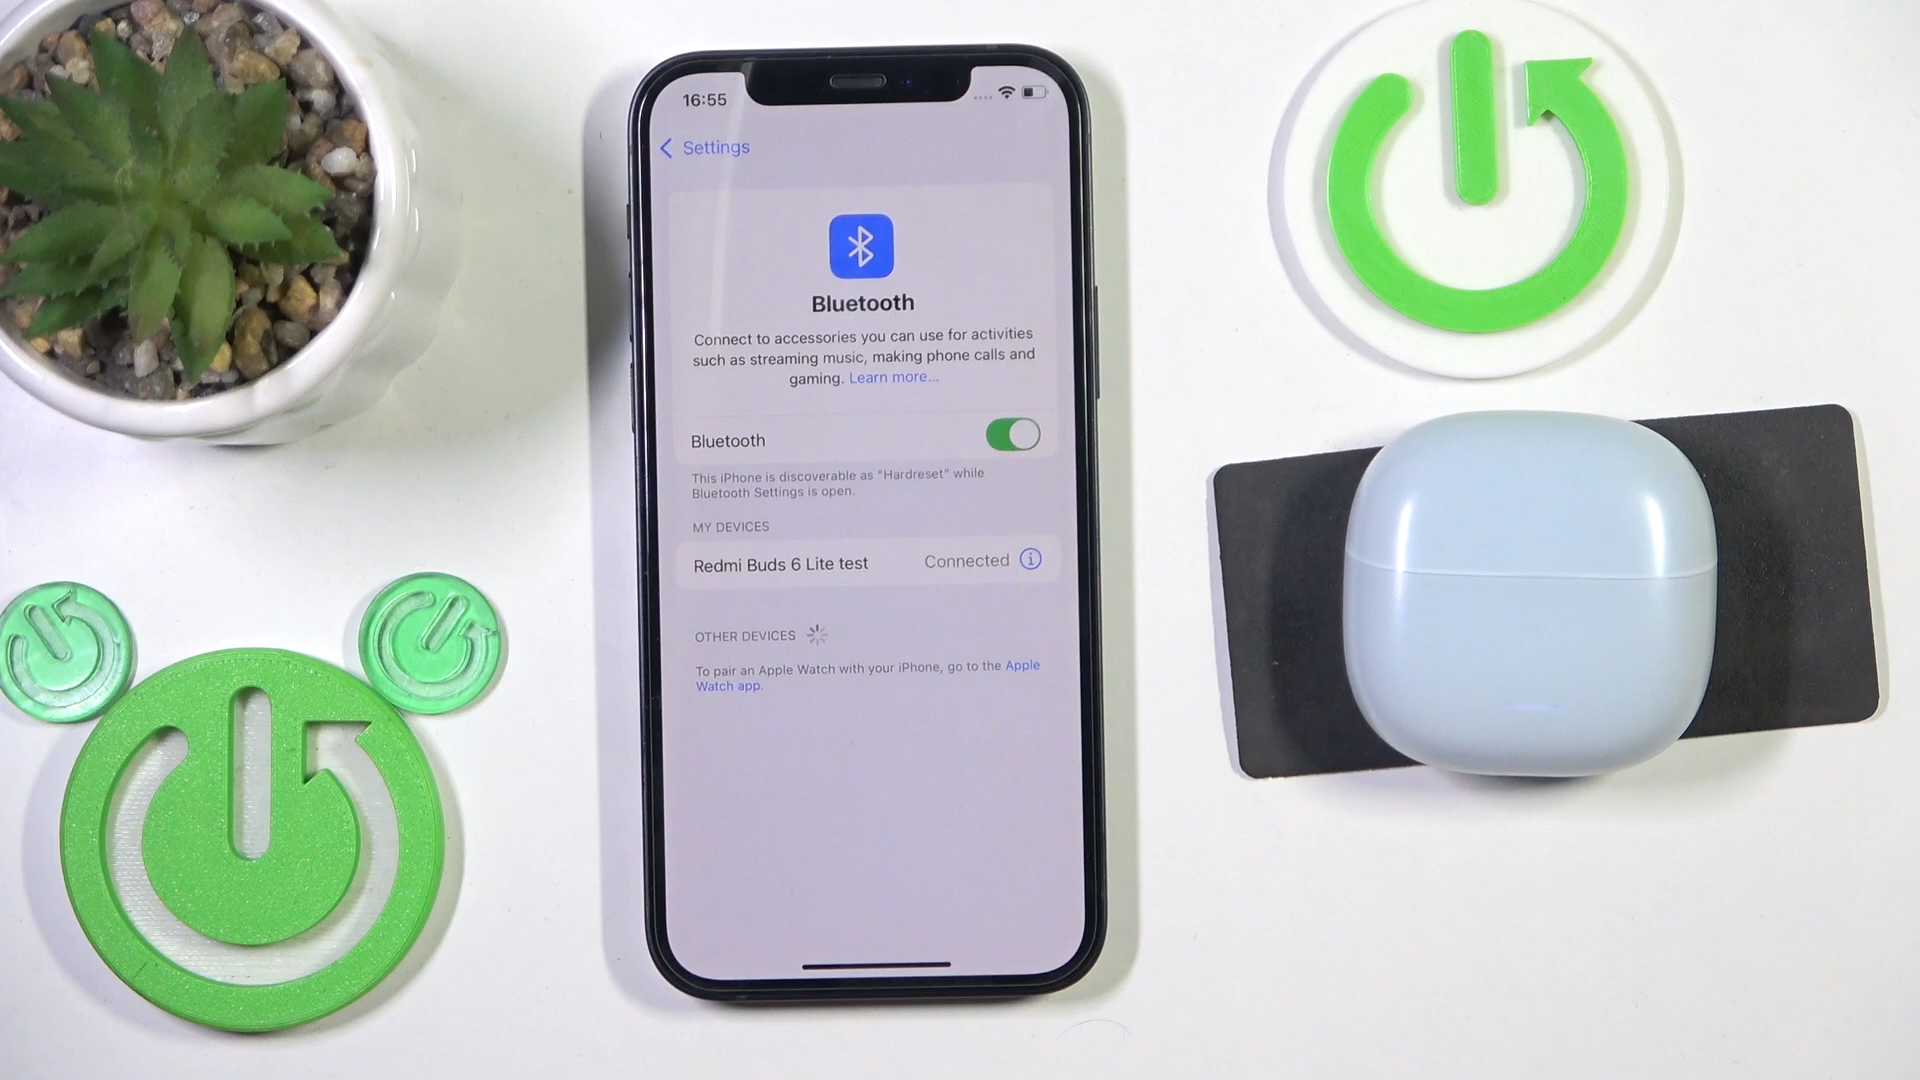 16:55
Settings
Bluetooth
Connect to accessories you can use for activities
such as streaming music, making phone calls and
gaming. Learn more...
Bluetooth
This iPhone is discoverable as "Hardreset" while
Bluetooth Settings is open.
MY DEVICES
Redmi Buds 6 Lite test Connected
OTHER DEVICES
To pair an Apple Watch with your iPhone, go to the Apple
Watch app.